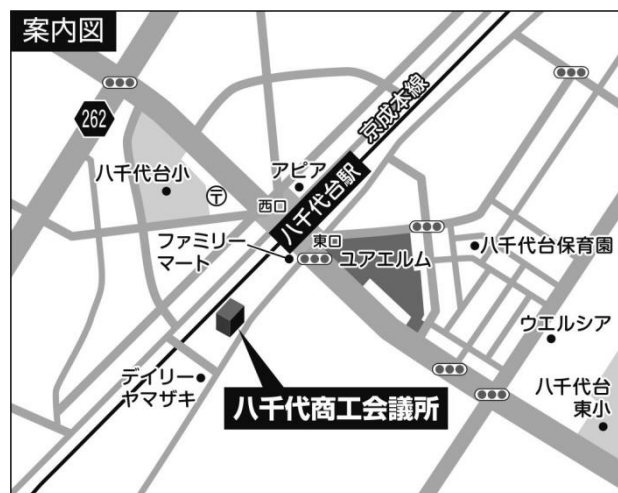 案内図
262
京成本線
八千代台小
〒
アピア
西口
八千代台駅
ファミリー
マート
東口
ユアエルム
八千代台保育園
ウエルシア
デイリー
ヤマザキ
八千代商工会議所
八千代台
東小